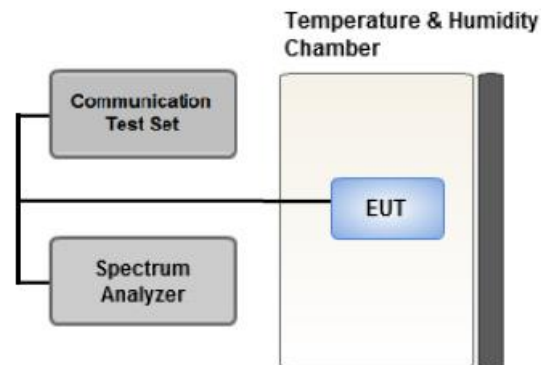 Temperature & Humidity
Chamber
Communication
Test Set
EUT
Spectrum
Analyzer